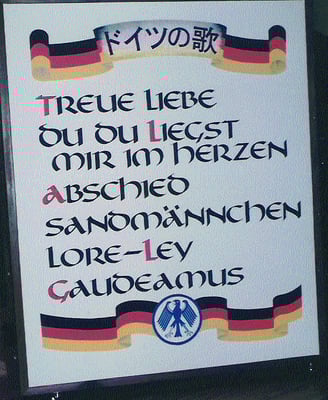 ドイツの歌
TREUE LIEBE
DU DU LIEGST
MIR IM HERZEN
ABSCHIED
SANDMÄNNCHEN
LORE-LEY
GAUDEAMUS